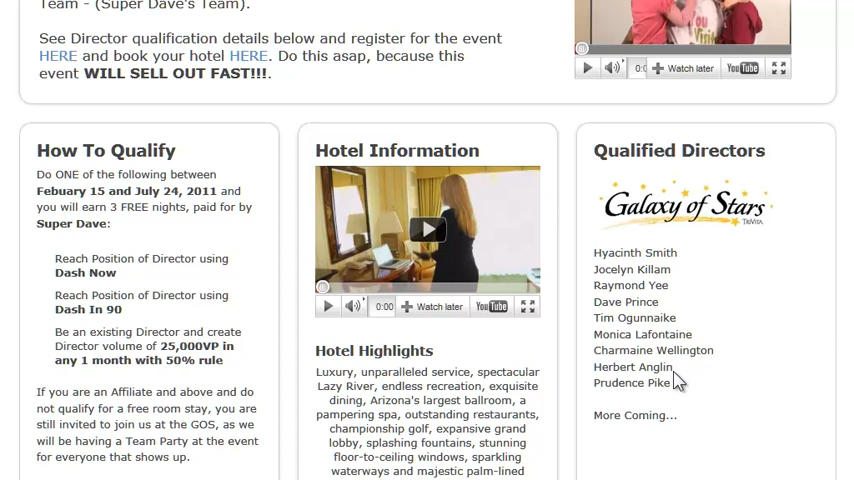 Team - (Super Dave's Team).
See Director qualification details below and register for the event
HERE and book your hotel HERE. Do this asap, because this
event WILL SELL OUT FAST!!!.
You
Visit
0:0
Watch later
YouTube
How To Qualify
Do ONE of the following between
Febuary 15 and July 24, 2011 and
you will earn 3 FREE nights, paid for by
Super Dave:
Reach Position of Director using
Dash Now
Reach Position of Director using
Dash In 90
Be an existing Director and create
Director volume of 25,000VP in
any 1 month with 50% rule
If you are an Affiliate and above and do
not qualify for a free room stay, you are
still invited to join us at the GOS, as we
will be having a Team Party at the event
for everyone that shows up.
Hotel Information
0:00
Watch later
YouTube
Hotel Highlights
Luxury, unparalleled service, spectacular
Lazy River, endless recreation, exquisite
dining, Arizona's largest ballroom, a
pampering spa, outstanding restaurants,
championship golf, expansive grand
lobby, splashing fountains, stunning
floor-to-ceiling windows, sparkling
waterways and majestic palm-lined
Qualified Directors
Galaxy of Stars
TriVita
Hyacinth Smith
Jocelyn Killam
Raymond Yee
Dave Prince
Tim Ogunnaike
Monica Lafontaine
Charmaine Wellington
Herbert Anglin
Prudence Pike
More Coming...